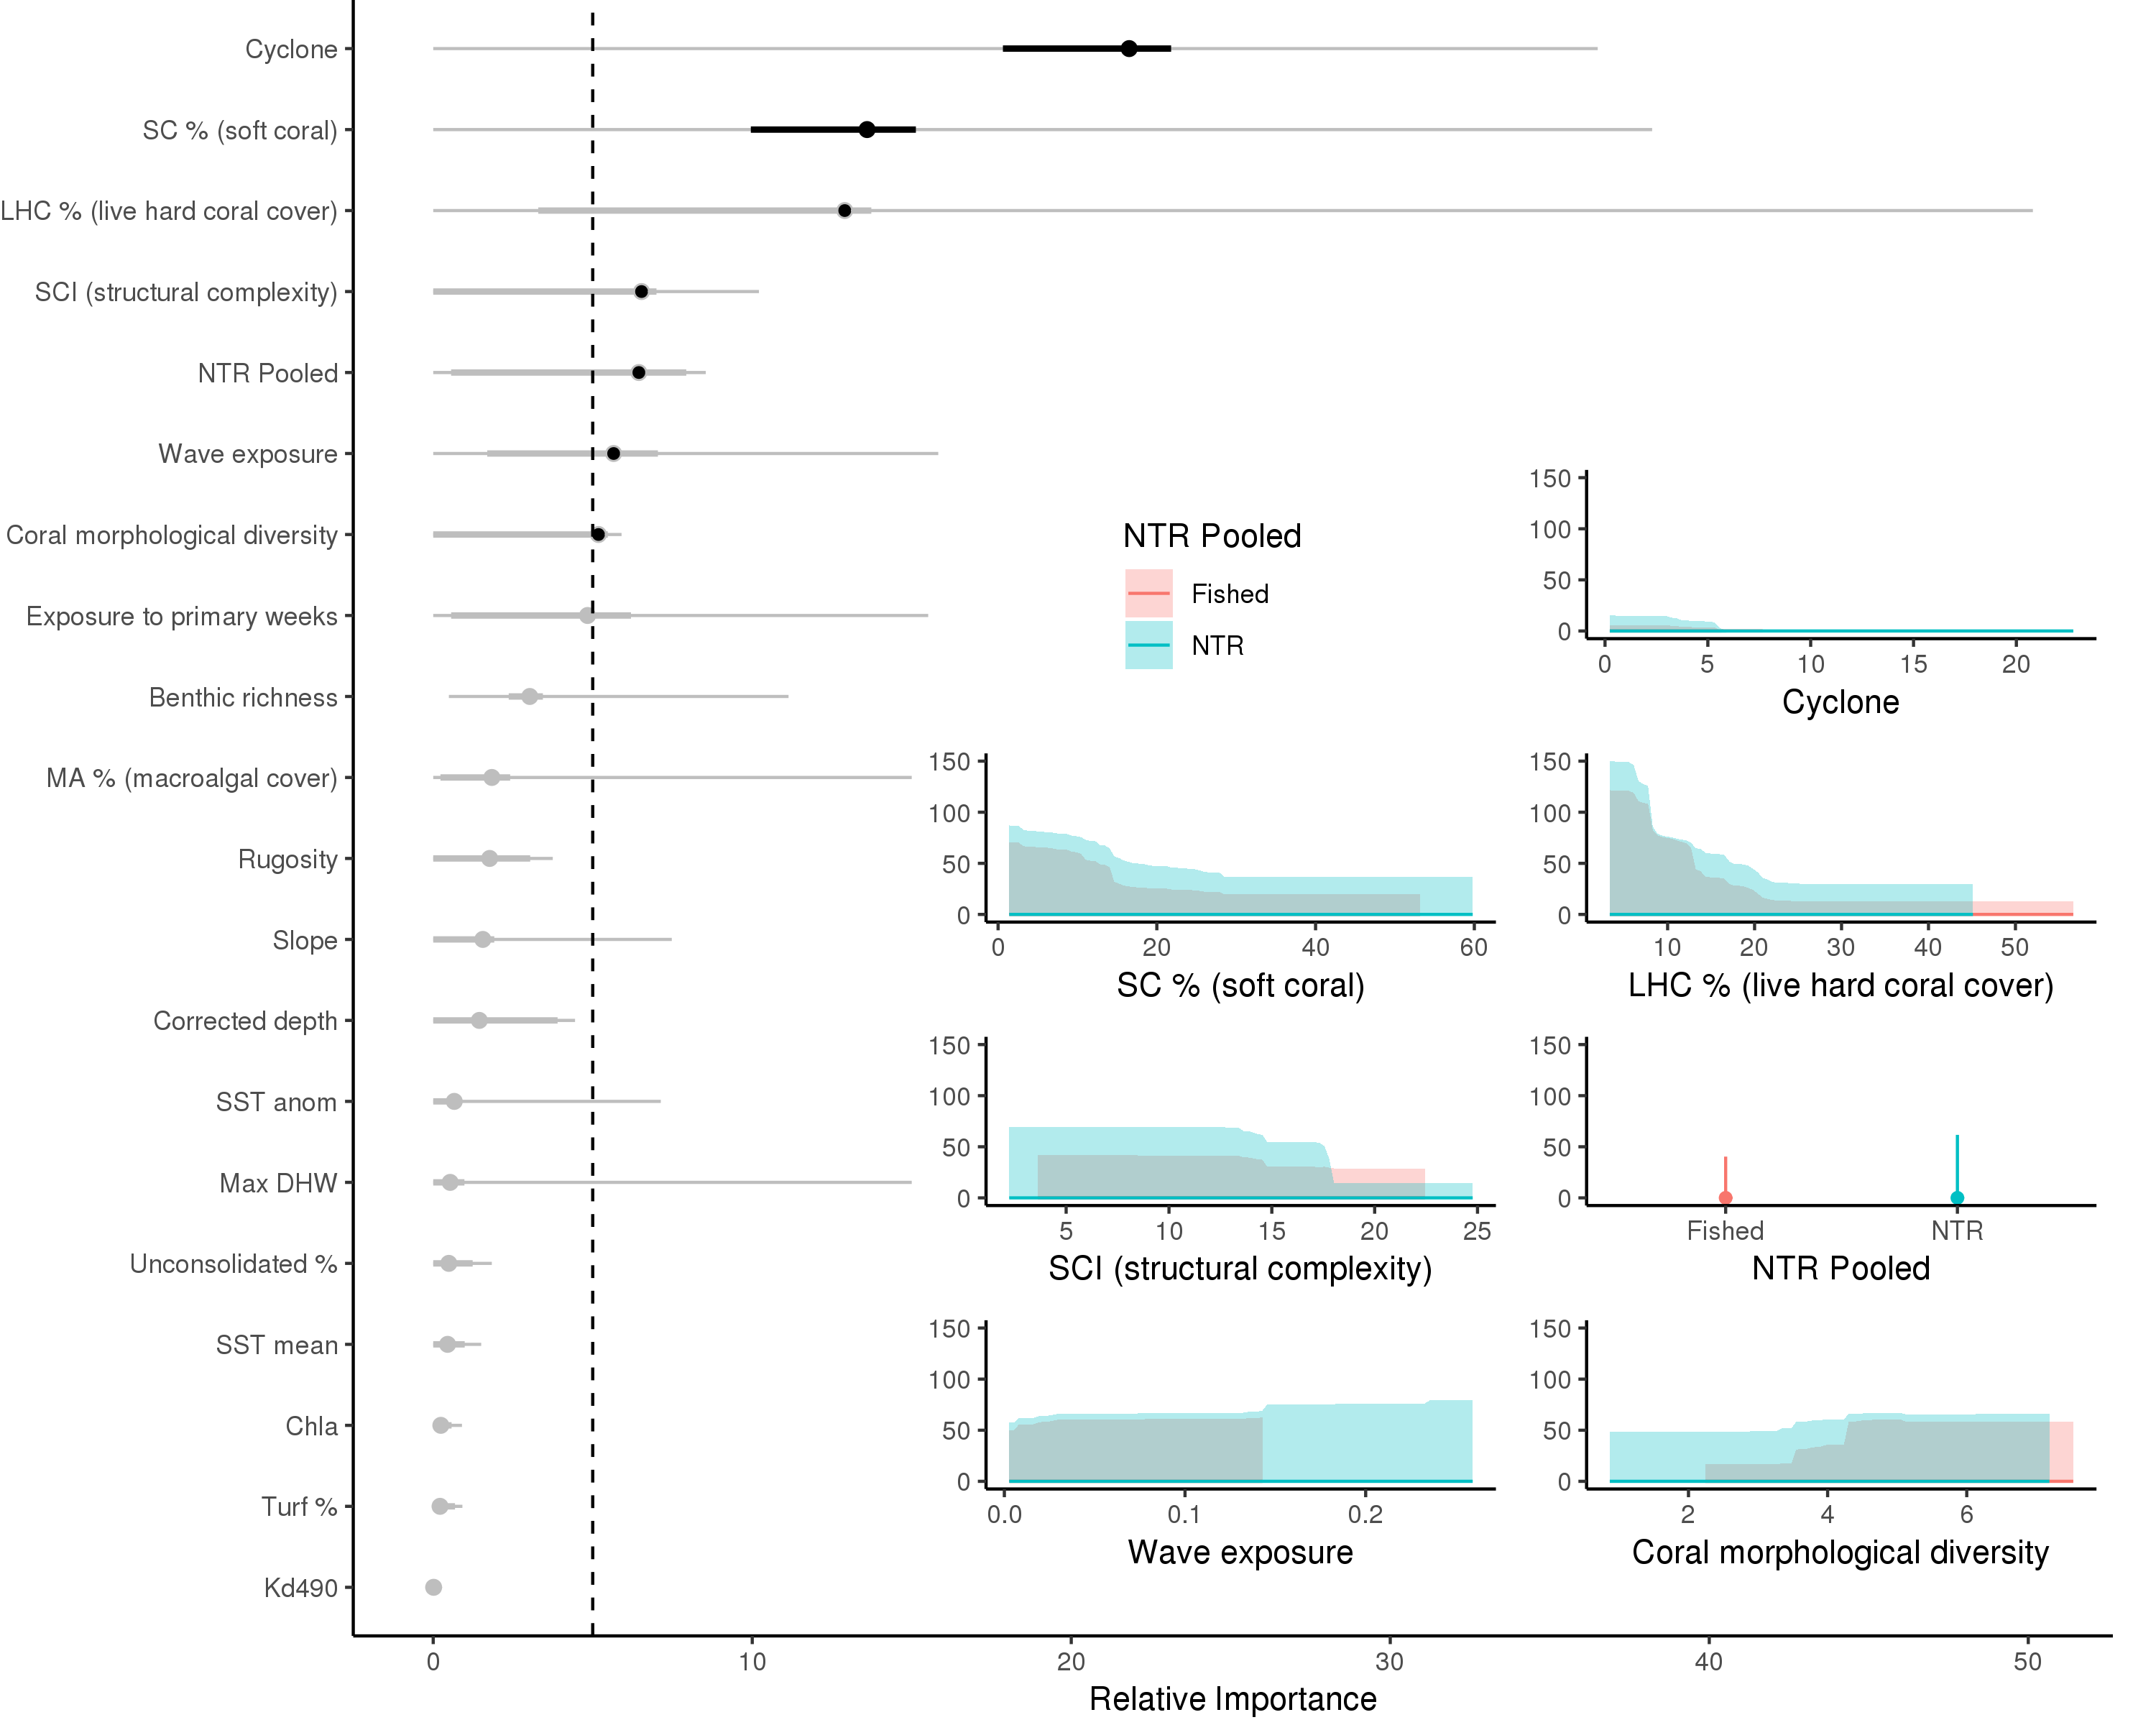 Cyclone
SC % (soft coral)
LHC % (live hard coral cover)
SCI (structural complexity)
NTR Pooled
Wave exposure
Coral morphological diversity
Exposure to primary weeks
Benthic richness
MA % (macroalgal cover)
Rugosity
Slope
Corrected depth
SST anom
Max DHW
Unconsolidated %
SST mean
Chla
Turf %
Kd490
0 10 20 30 40 50
Relative Importance
NTR Pooled
Fished
NTR
150
100
50
0
0 5 10 15 20
Cyclone
150
100
50
0
0 20 40 60
SC % (soft coral)
150
100
50
0
10 20 30 40 50
LHC % (live hard coral cover)
150
100
50
0
5 10 15 20 25
SCI (structural complexity)
150
100
50
0
Fished NTR
NTR Pooled
150
100
50
0
0.0 0.1 0.2
Wave exposure
150
100
50
0
2 4 6
Coral morphological diversity